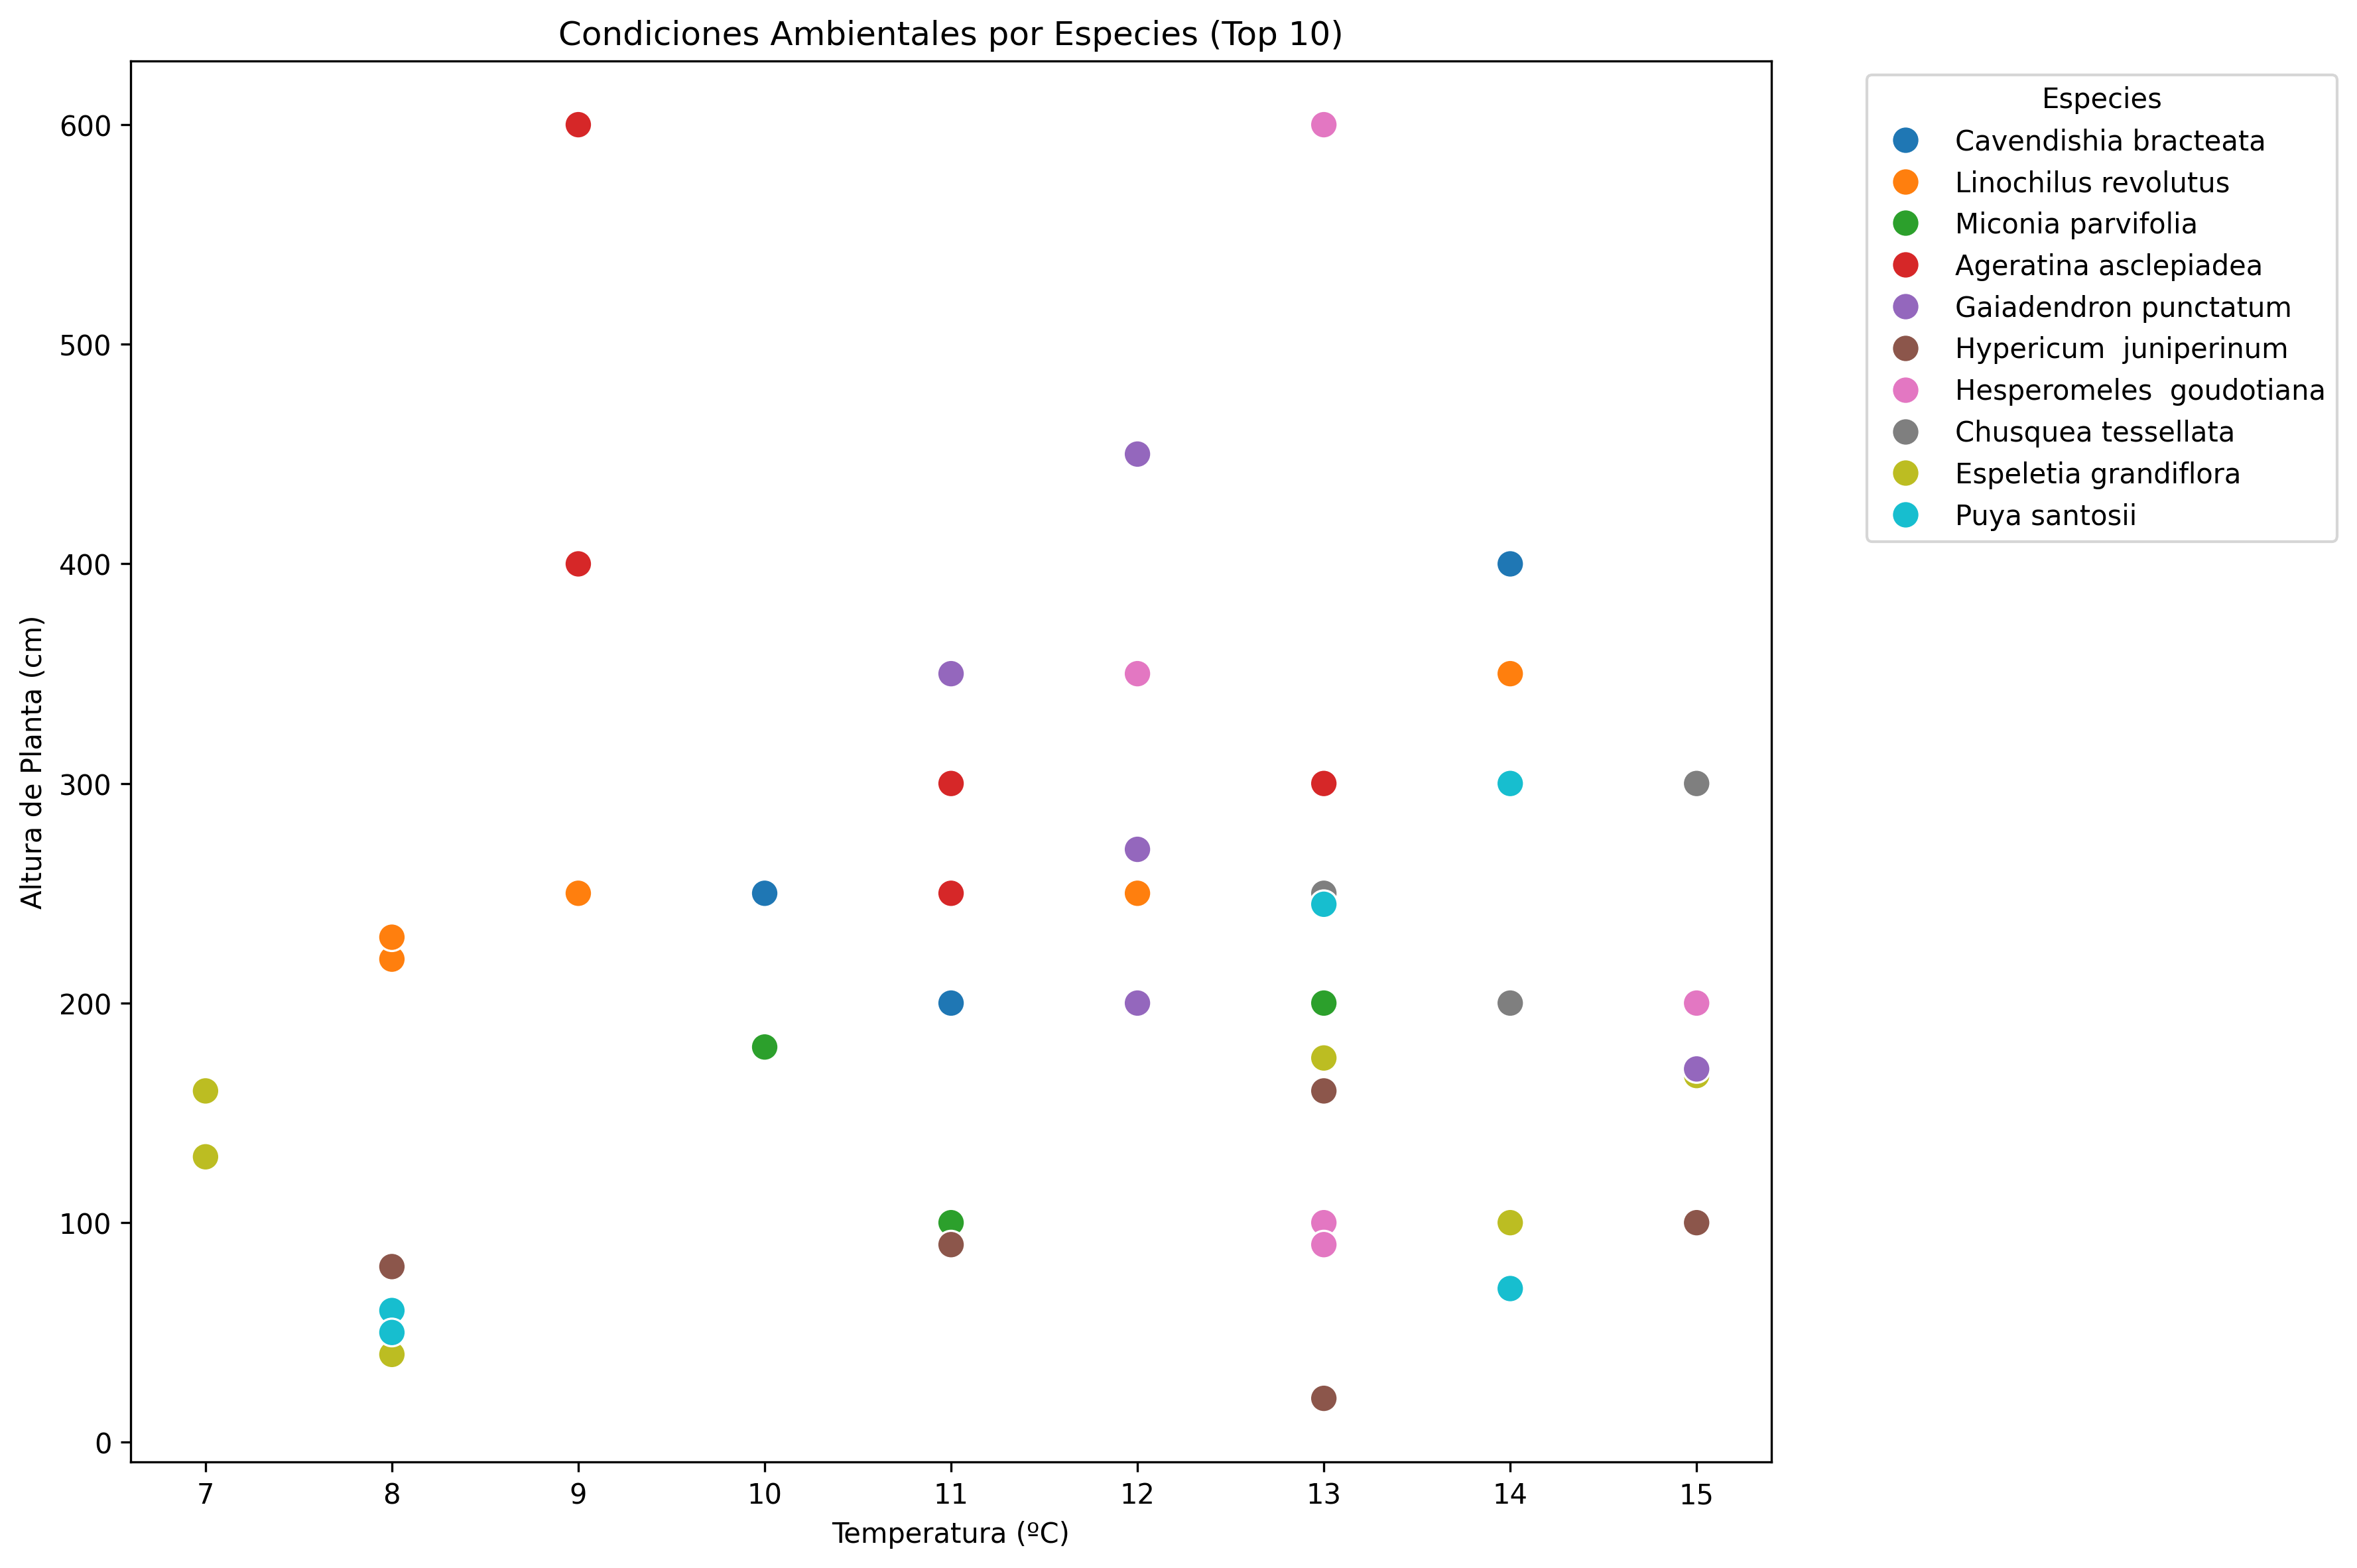 Condiciones Ambientales por Especies (Top 10)
Especies
Cavendishia bracteata
Linochilus revolutus
Miconia parvifolia
Ageratina asclepiadea
Gaiadendron punctatum
Hypericum  juniperinum
Hesperomeles  goudotiana
Chusquea tessellata
Espeletia grandiflora
Puya santosii
Altura de Planta (cm)
600
500
400
300
200
100
0
7 8 9 10 11 12 13 14 15
Temperatura (ºC)